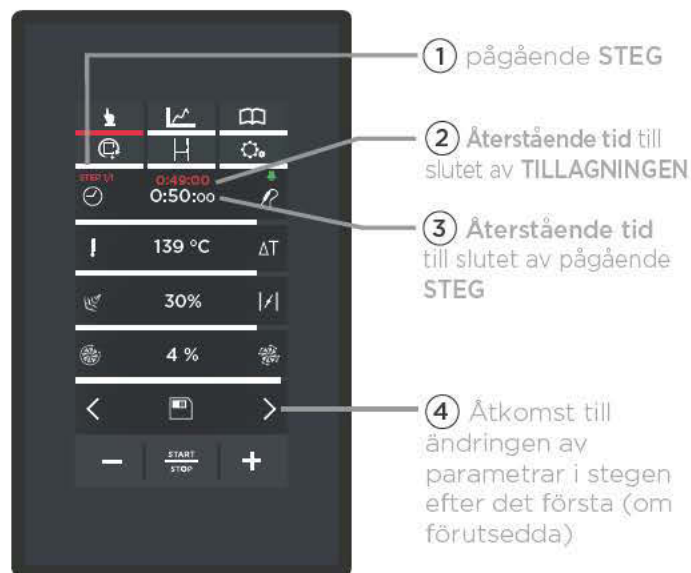 1 pågående STEG
2 Återstående tid till
slutet av TILLAGNINGEN
3 Återstående tid
till slutet av pågående
STEG
4 Åtkomst till
ändringen av
parametrar i stegen
efter det första (om
förutsedda)
STEP 1/1
0:49:00
0:50:00
139 °C
ΔT
30%
4 %
START
STOP